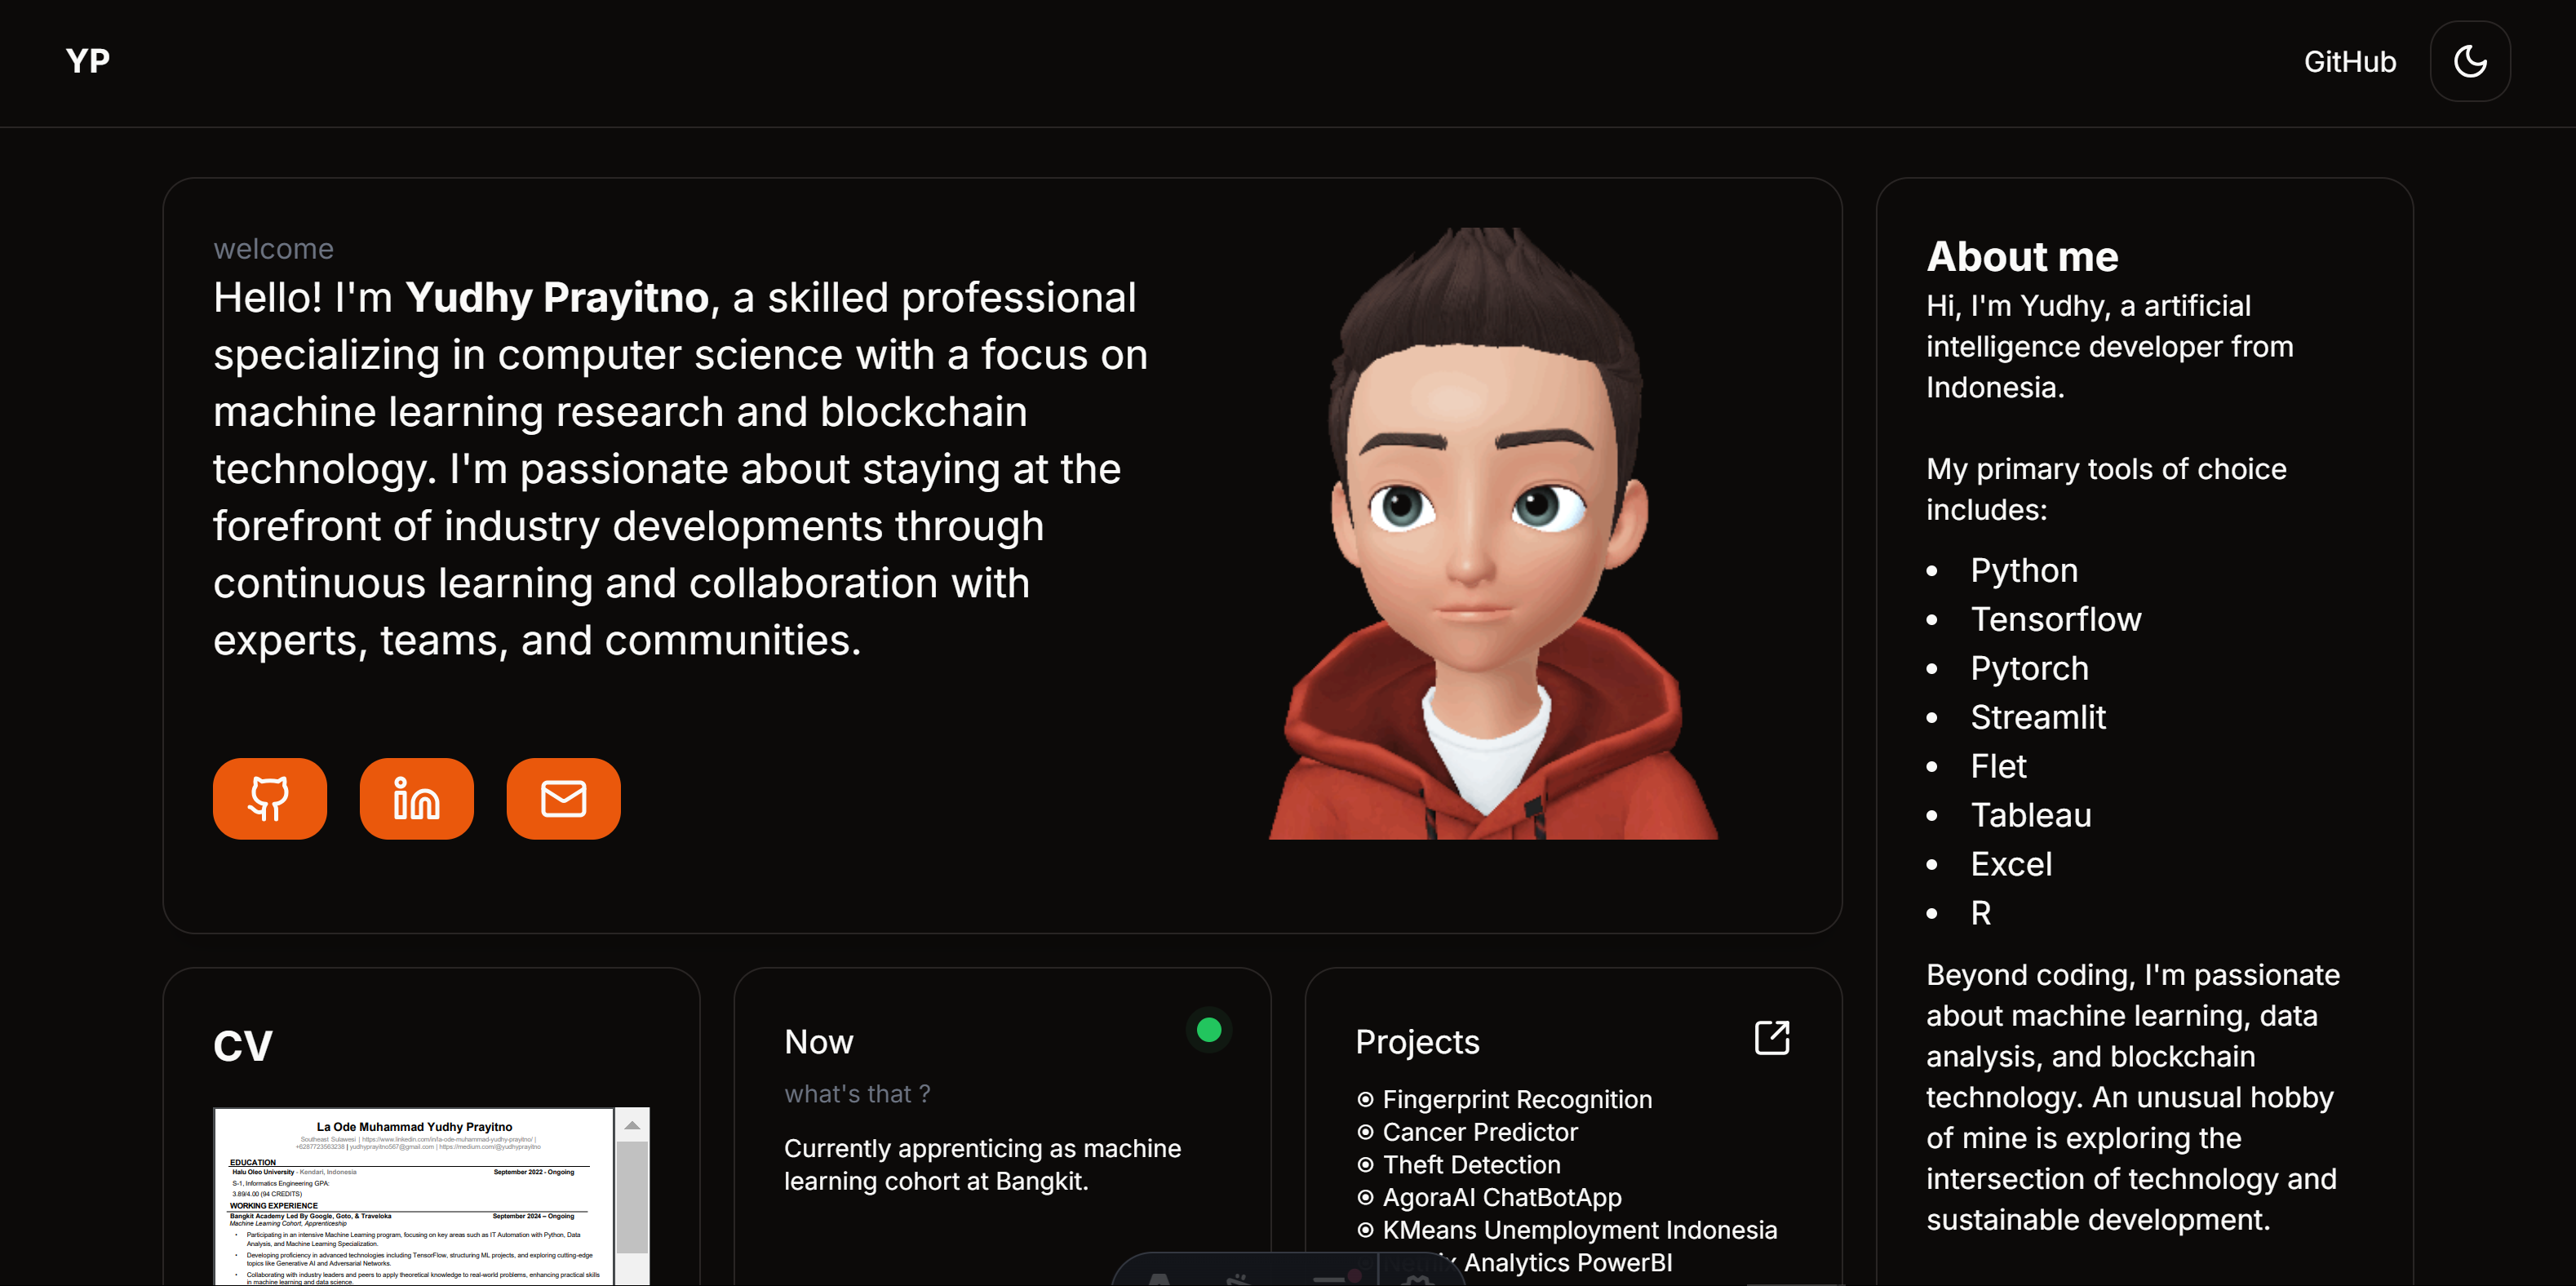 YP
GitHub
welcome
Hello! I'm Yudhy Prayitno, a skilled professional
specializing in computer science with a focus on
machine learning research and blockchain
technology. I'm passionate about staying at the
forefront of industry developments through
continuous learning and collaboration with
experts, teams, and communities.
About me
Hi, I'm Yudhy, a artificial
intelligence developer from
Indonesia.
My primary tools of choice
includes:
• Python
• Tensorflow
• Pytorch
• Streamlit
• Flet
• Tableau
• Excel
• R
Beyond coding, I'm passionate
about machine learning, data
analysis, and blockchain
technology. An unusual hobby
of mine is exploring the
intersection of technology and
sustainable development.
CV
La Ode Muhammad Yudhy Prayitno
Southeast Sulawesi | https://www.linkedin.com/in/la-ode-muhammad-yudhy-prayitno/ |
+6287723563238 | yudhyprayitno567@gmail.com | https://medium.com/@yudhyprayitno
EDUCATION
Halu Oleo University - Kendari, Indonesia September 2022 - Ongoing
S-1, Informatics Engineering GPA:
3.89/4.00 (94 CREDITS)
WORKING EXPERIENCE
Bangkit Academy Led By Google, Goto, & Traveloka September 2024 – Ongoing
Machine Learning Cohort, Apprenticeship
• Participating in an intensive Machine Learning program, focusing on key areas such as IT Automation with Python, Data
Analysis, and Machine Learning Specialization.
• Developing proficiency in advanced technologies including TensorFlow, structuring ML projects, and exploring cutting-edge
topics like Generative AI and Adversarial Networks.
• Collaborating with industry leaders and peers to apply theoretical knowledge to real-world problems, enhancing practical skills
in machine learning and data science.
Now
what's that ?
Currently apprenticing as machine
learning cohort at Bangkit.
Projects
Fingerprint Recognition
Cancer Predictor
Theft Detection
AgoraAI ChatBotApp
KMeans Unemployment Indonesia
Netflix Analytics PowerBI